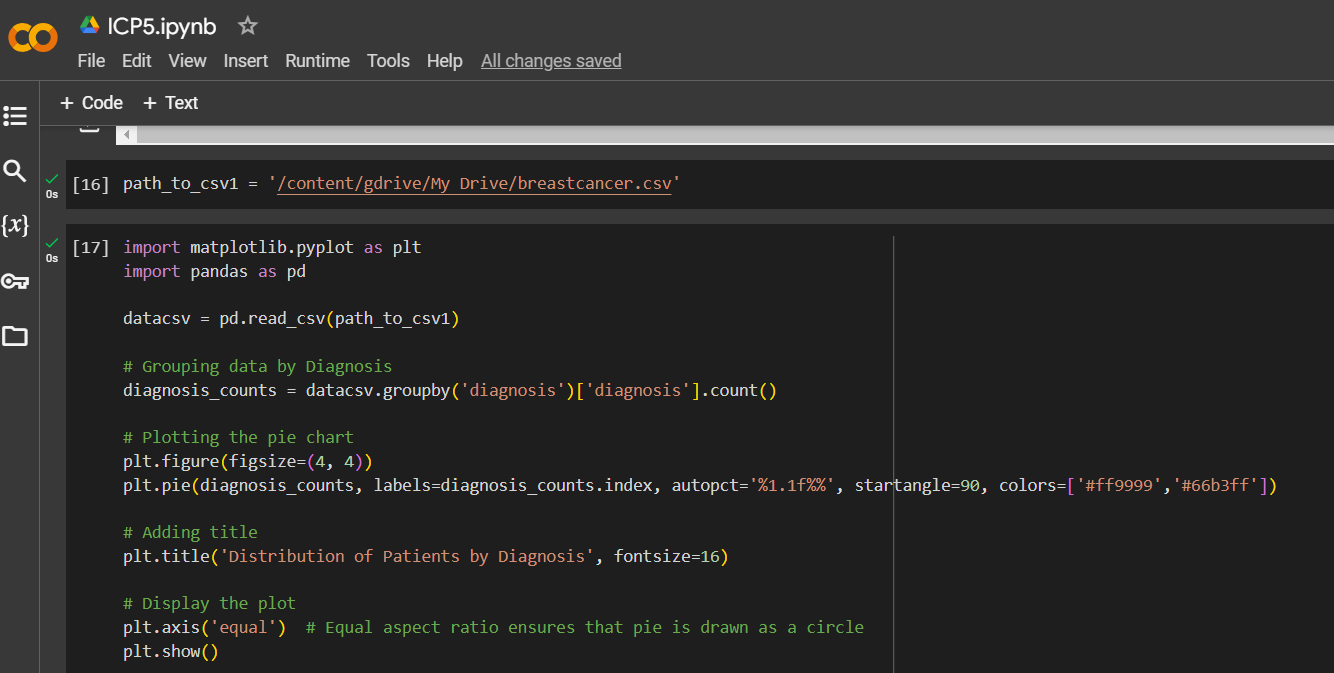 ICP5.ipynb
File Edit View Insert Runtime Tools Help All changes saved
+ Code + Text
0s [16] path_to_csv1 = '/content/gdrive/My Drive/breastcancer.csv'
{x}
0s [17] import matplotlib.pyplot as plt
import pandas as pd
datacsv = pd.read_csv(path_to_csv1)
# Grouping data by Diagnosis
diagnosis_counts = datacsv.groupby('diagnosis')['diagnosis'].count()
# Plotting the pie chart
plt.figure(figsize=(4, 4))
plt.pie(diagnosis_counts, labels=diagnosis_counts.index, autopct='%1.1f%%', startangle=90, colors=['#ff9999','#66b3ff'])
# Adding title
plt.title('Distribution of Patients by Diagnosis', fontsize=16)
# Display the plot
plt.axis('equal')  # Equal aspect ratio ensures that pie is drawn as a circle
plt.show()